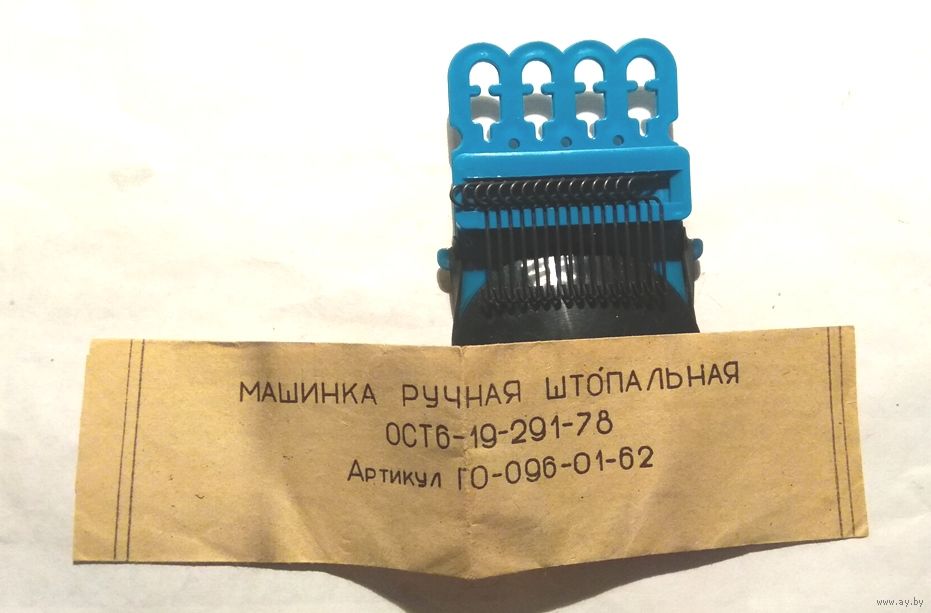 МАШИНКА РУЧНАЯ ШТОПАЛЬНАЯ
ОСТ6-19-291-78
Артикул ГО-096-01-62
www.ay.by